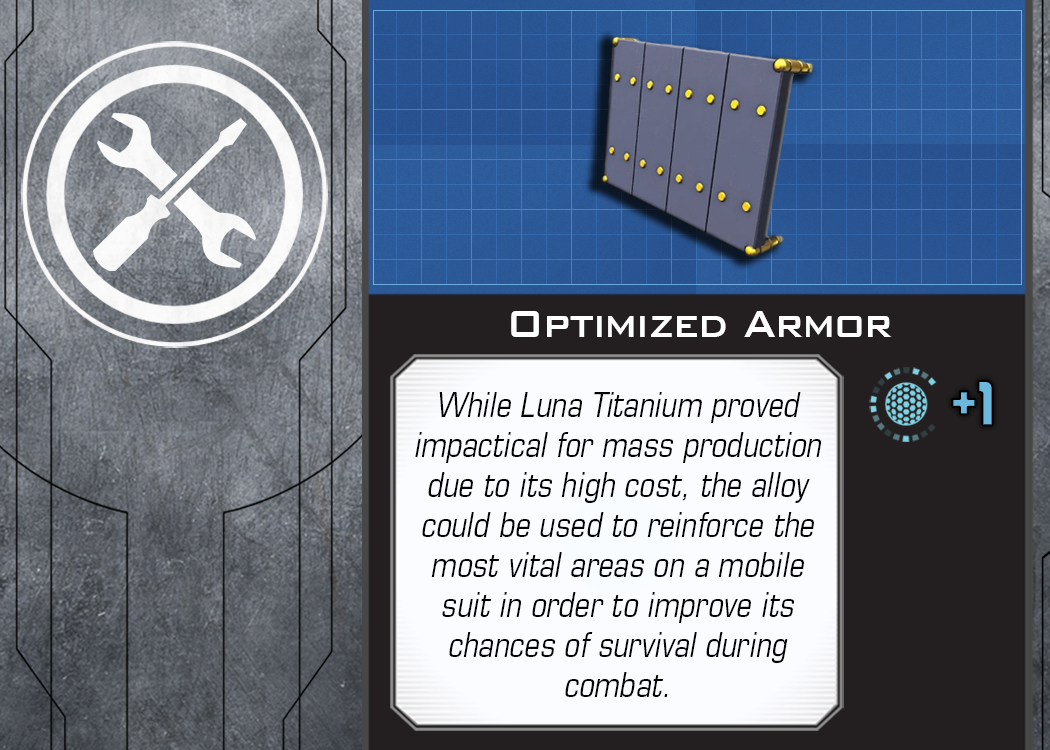 Optimized Armor
While Luna Titanium proved
impactical for mass production
due to its high cost, the alloy
could be used to reinforce the
most vital areas on a mobile
suit in order to improve its
chances of survival during
combat.
+1